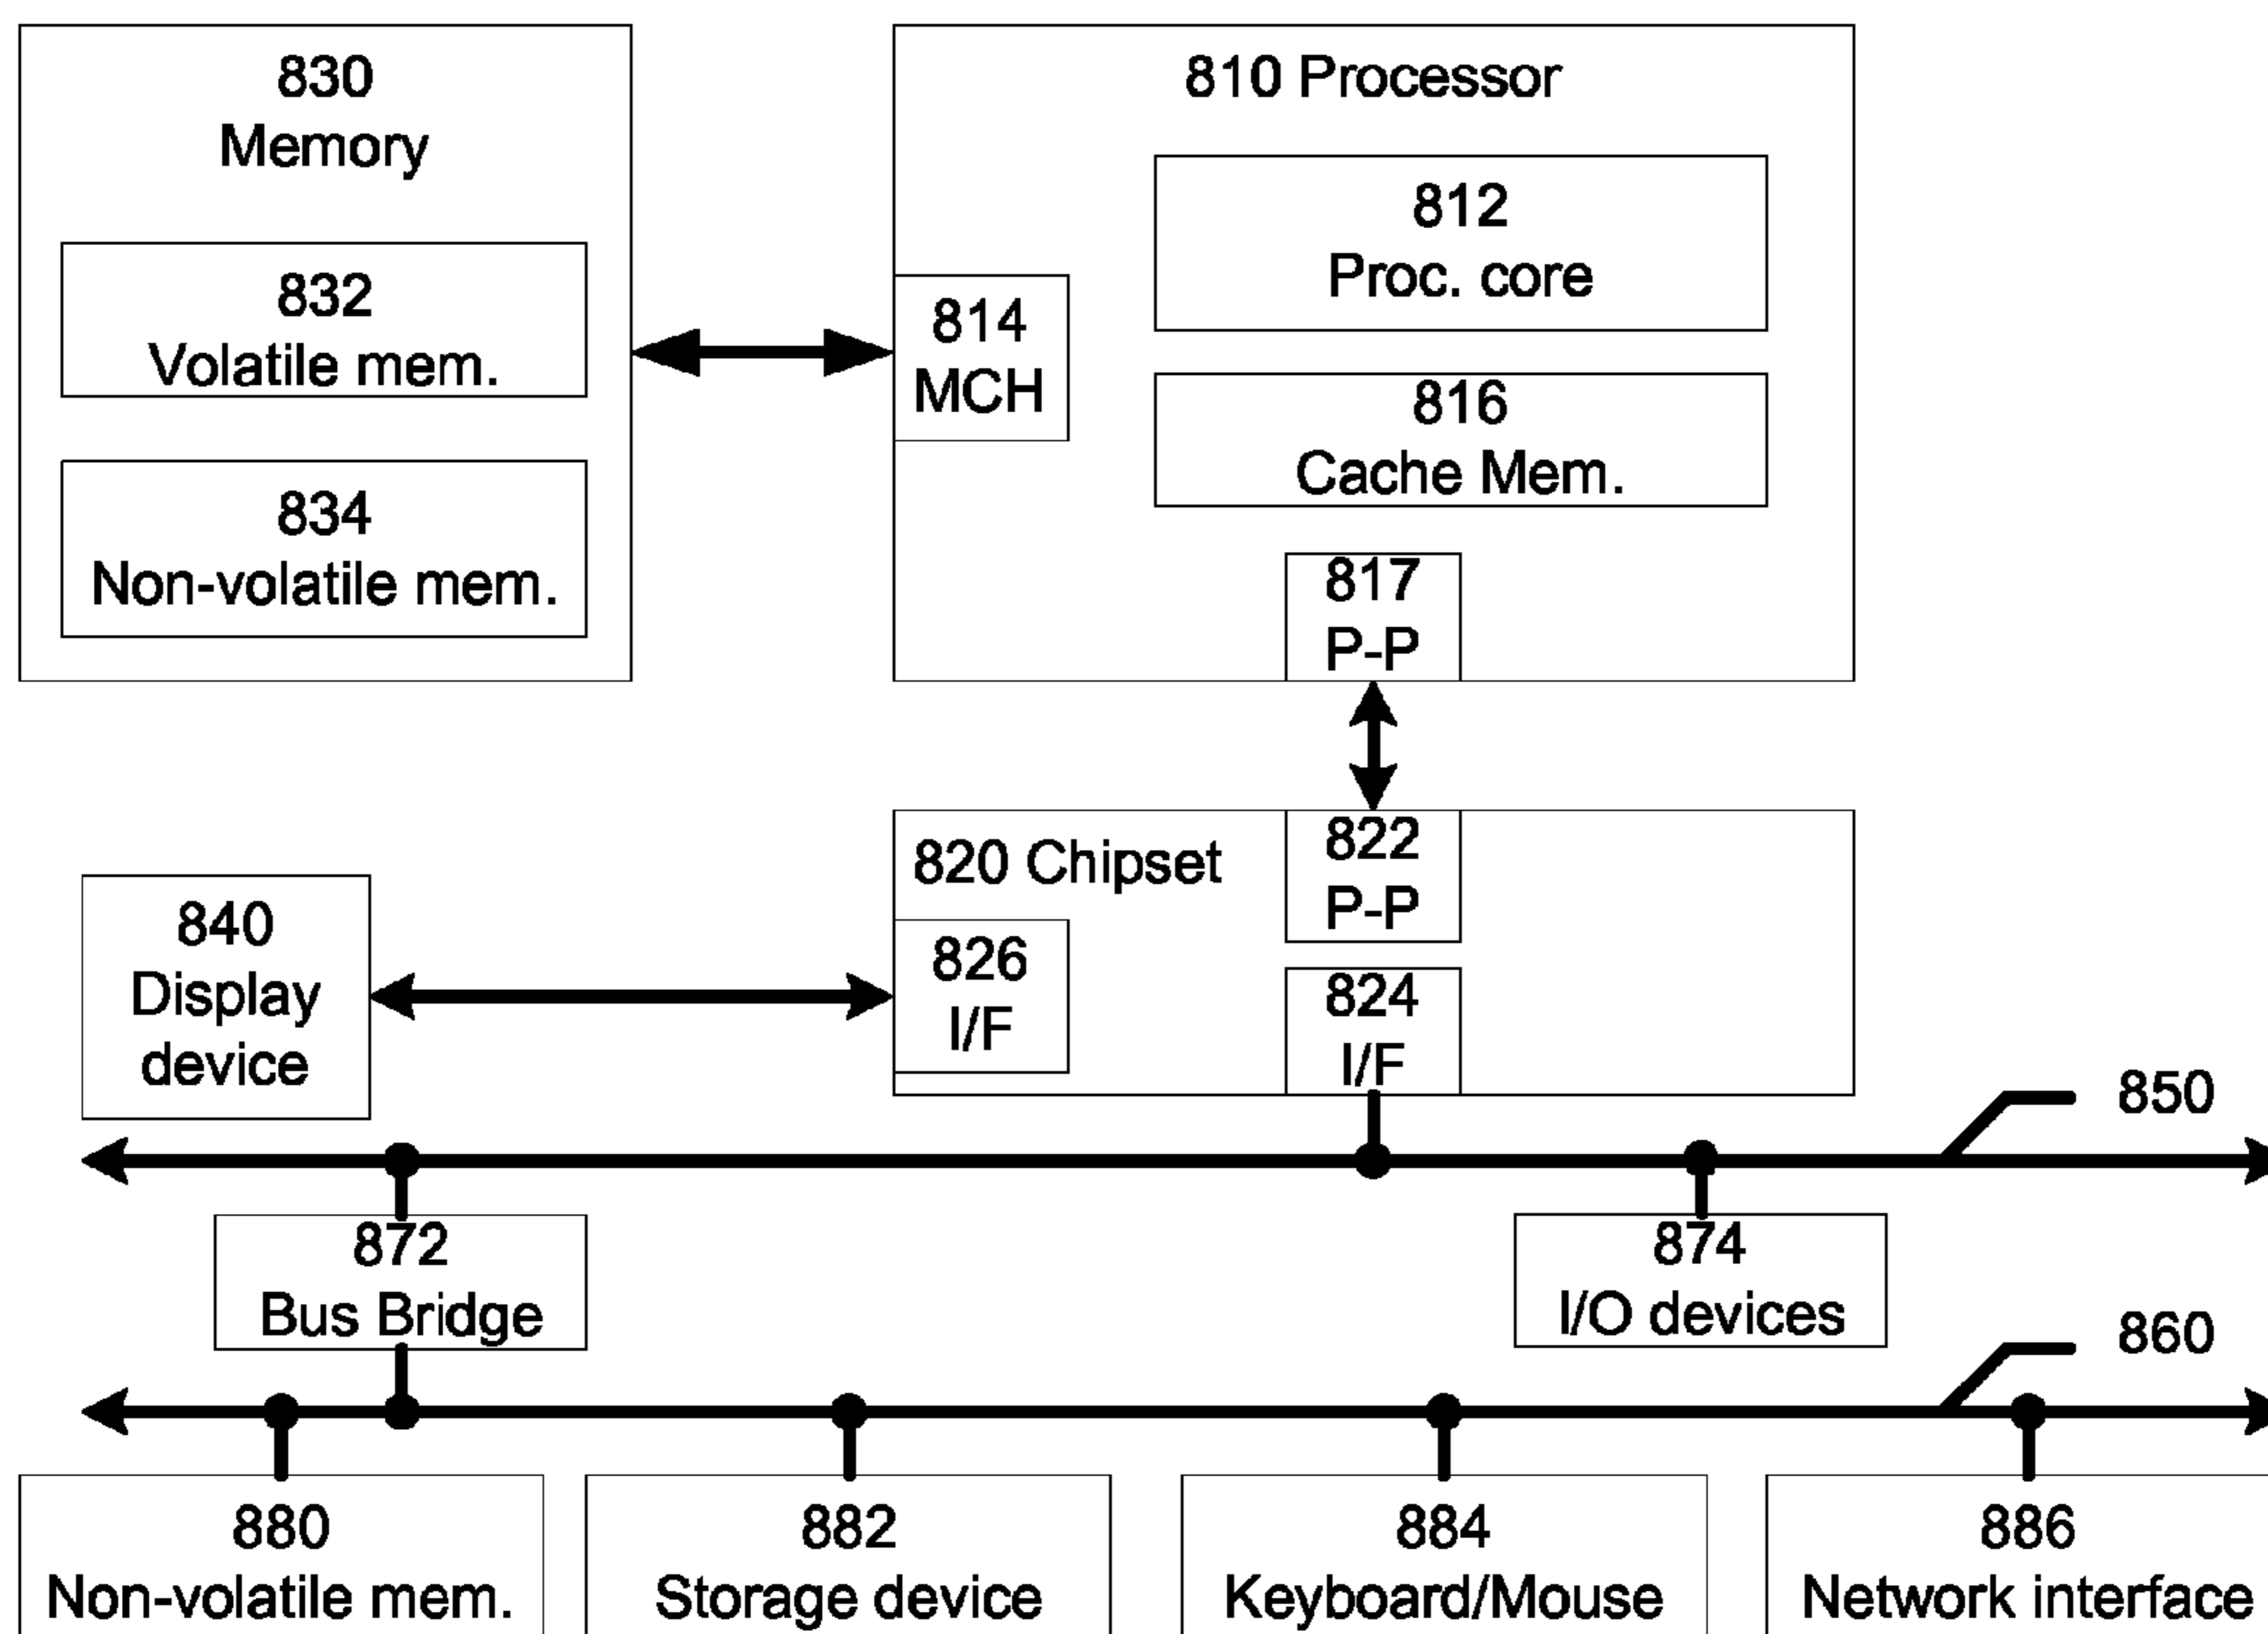 830
Memory
832
Volatile mem.
834
Non-volatile mem.
810 Processor
812
Proc. core
814
MCH
816
Cache Mem.
817
P-P
820 Chipset
822
P-P
826
I/F
824
I/F
840
Display
device
850
872
Bus Bridge
874
I/O devices
860
880
Non-volatile mem.
882
Storage device
884
Keyboard/Mouse
886
Network interface